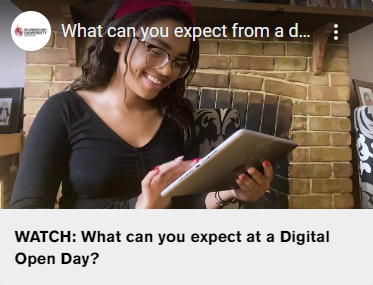 What can you expect from a d...
WATCH: What can you expect at a Digital
Open Day?